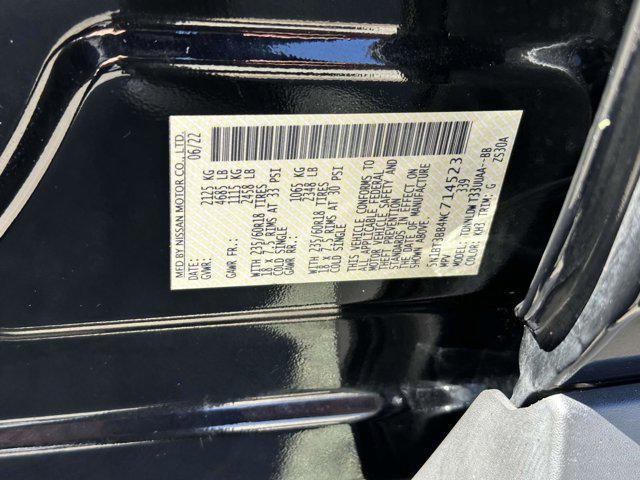 MFD BY NISSAN MOTOR CO., LTD.
DATE: 06/22
GVWR: 2125 KG
4685 LB
GAWR FR.: 1115 KG
2458 LB
WITH 235/60R18 TIRES
18 x 7.5 RIMS AT 33 PSI
COLD SINGLE
GAWR RR.: 1065 KG
2348 LB
WITH 235/60R18 TIRES
18 x 7.5 RIMS AT 30 PSI
COLD SINGLE
THIS VEHICLE CONFORMS TO
ALL APPLICABLE FEDERAL
MOTOR VEHICLE SAFETY AND
THEFT PREVENTION
STANDARDS IN EFFECT ON
THE DATE OF MANUFACTURE
SHOWN ABOVE.
MPV
339
MODEL:
COLOR: KH3 TRIM: G ZS30A